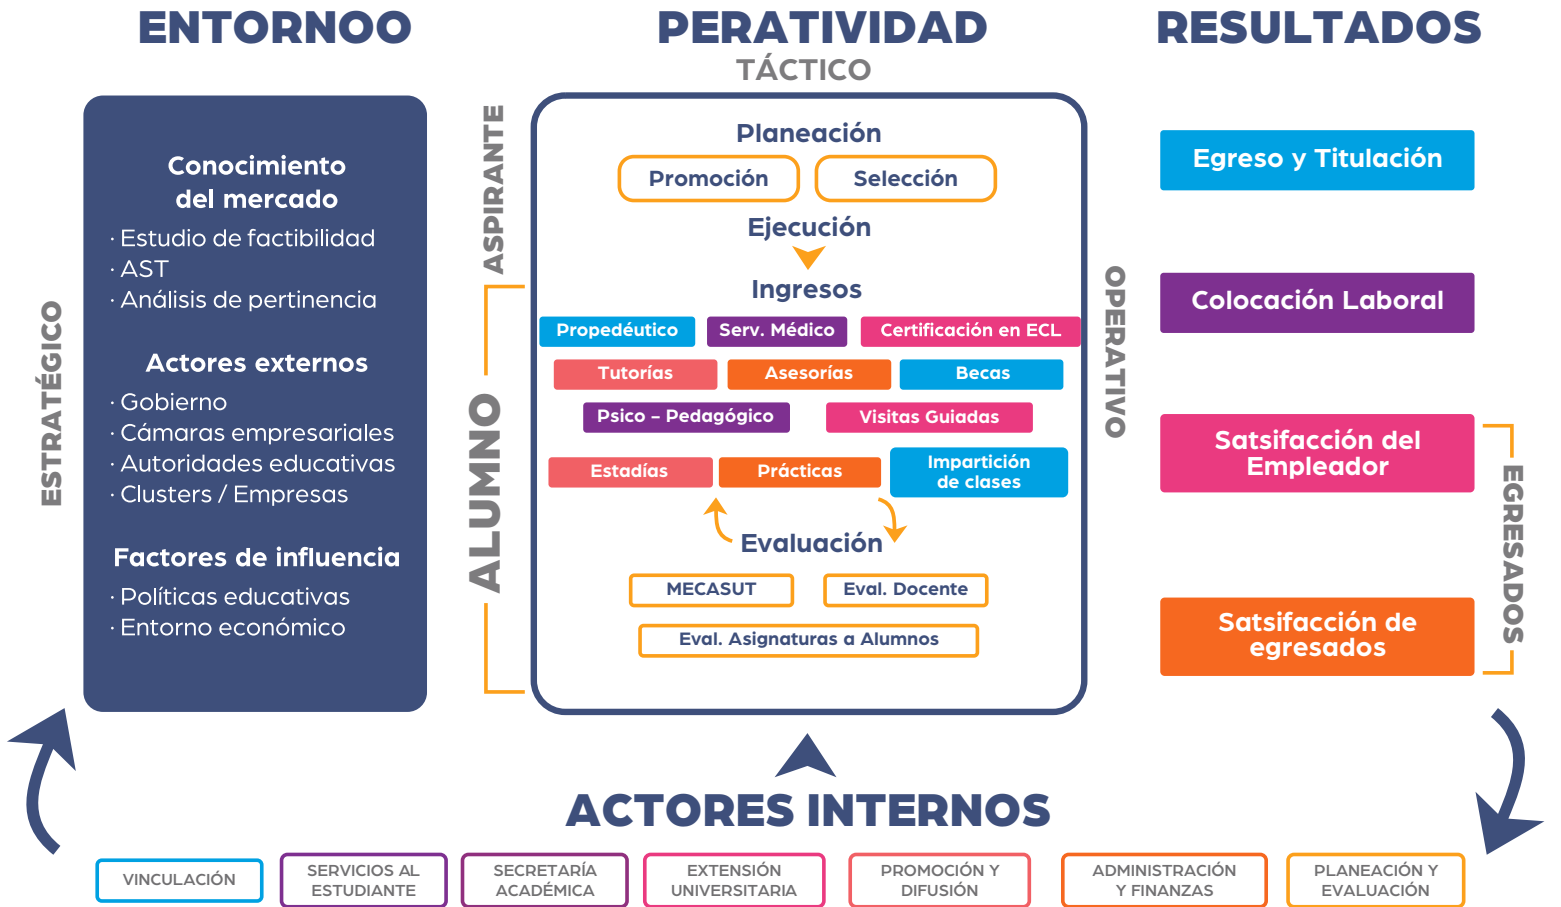 ENTORNOO
PERATIVIDAD
RESULTADOS
TÁCTICO
ESTRATÉGICO
Conocimiento
del mercado
· Estudio de factibilidad
· AST
· Análisis de pertinencia
Actores externos
· Gobierno
· Cámaras empresariales
· Autoridades educativas
· Clusters / Empresas
Factores de influencia
· Políticas educativas
· Entorno económico
ASPIRANTE
ALUMNO
Planeación
Promoción
Selección
Ejecución
Ingresos
Propedéutico
Serv. Médico
Certificación en ECL
Tutorías
Asesorías
Becas
Psico - Pedagógico
Visitas Guiadas
Estadías
Prácticas
Impartición
de clases
Evaluación
MECASUT
Eval. Docente
Eval. Asignaturas a Alumnos
OPERATIVO
Egreso y Titulación
Colocación Laboral
Satsifacción del
Empleador
Satsifacción de
egresados
EGRESADOS
ACTORES INTERNOS
VINCULACIÓN
SERVICIOS AL
ESTUDIANTE
SECRETARÍA
ACADÉMICA
EXTENSIÓN
UNIVERSITARIA
PROMOCIÓN Y
DIFUSIÓN
ADMINISTRACIÓN
Y FINANZAS
PLANEACIÓN Y
EVALUACIÓN